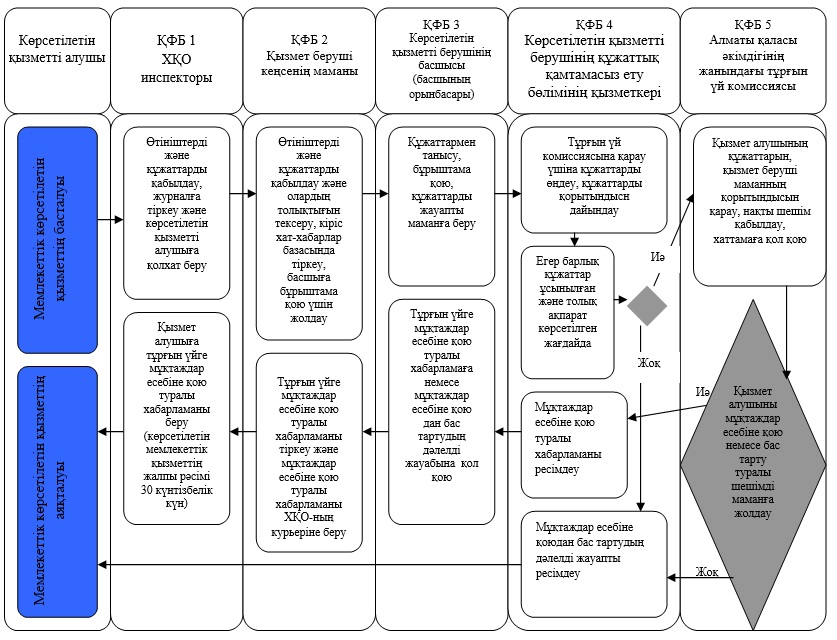 Көрсетілетін
қызметті алушы
ҚФБ 1
ХҚО
инспекторы
ҚФБ 2
Қызмет беруші
кеңсенің маманы
ҚФБ 3
Көрсетілетін
қызметті берушінің
басшысы
(басшының
орынбасары)
ҚФБ 4
Көрсетілетін қызметті
берушінің құжаттық
қамтамасыз ету
бөлімінің қызметкері
ҚФБ 5
Алматы қаласы
әкімдігінің
жанындағы тұрғын
үй комиссиясы
Мемлекеттік көрсетілетін
қызметтің басталуы
Өтініштерді
және
құжаттарды
қабылдау,
журналға
тіркеу және
көрсетілетін
қызметті
алушыға
қолхат беру
Өтініштерді
және
құжаттарды
қабылдау және
олардың
толықтығын
тексеру, кіріс
хат-хабарлар
базасында
тіркеу,
басшыға
бұрыштама
қою үшін
жолдау
Құжаттармен
танысу,
бұрыштама
қою,
құжаттарды
жауапты
маманға беру
Тұрғын үй
комиссиясына қарау
үшіна құжаттарды
өңдеу, құжаттарды
қорытындысн
дайындау
Егер барлық
құжаттар
ұсынылған
және толық
ақпарат
көрсетілген
жағдайда
Иә
Жоқ
Қызмет алушының
құжаттарын,
қызмет беруші
маманның
қорытындысын
қарау, нақты шешім
қабылдау,
хаттамаға қол қою
Мемлекеттік көрсетілетін қызметтің
аяқталуы
Қызмет
алушыға
тұрғын үйге
мұқтаждар
есебіне қою
туралы
хабарламаны
беру
(көрсетілетін
мемлекеттік
қызметтің
жалпы рәсімі
30 күнтізбелік
күн)
Тұрғын үйге
мұқтаждар
есебіне қою
туралы
хабарламаны
тіркеу және
мұқтаждар
есебіне қою
туралы
хабарламаны
ХҚО-ның
курьеріне беру
Тұрғын үйге
мұқтаждар
есебіне қою
туралы
хабарламаға
немесе
мұқтаждар
есебіне қою
дан бас
тартудың
дәлелді
жауабына қол
қою
Мұқтаждар
есебіне қою
туралы
хабарламаны
ресімдеу
Иә
Қызмет
алушыны
мұқтаждар
есебіне қою
немесе бас
тарту
туралы
шешімді
маманға
жолдау
Мұқтаждар есебіне
қоюдан бас тартудың
дәлелді жауапты
ресімдеу
Жоқ